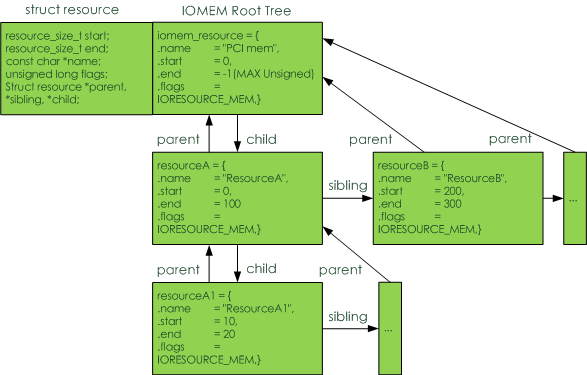 struct resource
IOMEM Root Tree
resource_size_t start;
resource_size_t end;
const char *name;
unsigned long flags;
Struct resource *parent,
*sibling, *child;
iomem_resource = {
.name = "PCI mem",
.start = 0,
.end = -1(MAX Unsigned)
.flags =
IORESOURCE_MEM,}
parent
child
parent
parent
resourceA = {
.name = "ResourceA",
.start = 0,
.end = 100
.flags =
IORESOURCE_MEM,}
sibling
resourceB = {
.name = "ResourceB",
.start = 200,
.end = 300
.flags =
IORESOURCE_MEM,}
...
parent
child
parent
resourceA1 = {
.name = "ResourceA1",
.start = 10,
.end = 20
.flags =
IORESOURCE_MEM,}
sibling
...